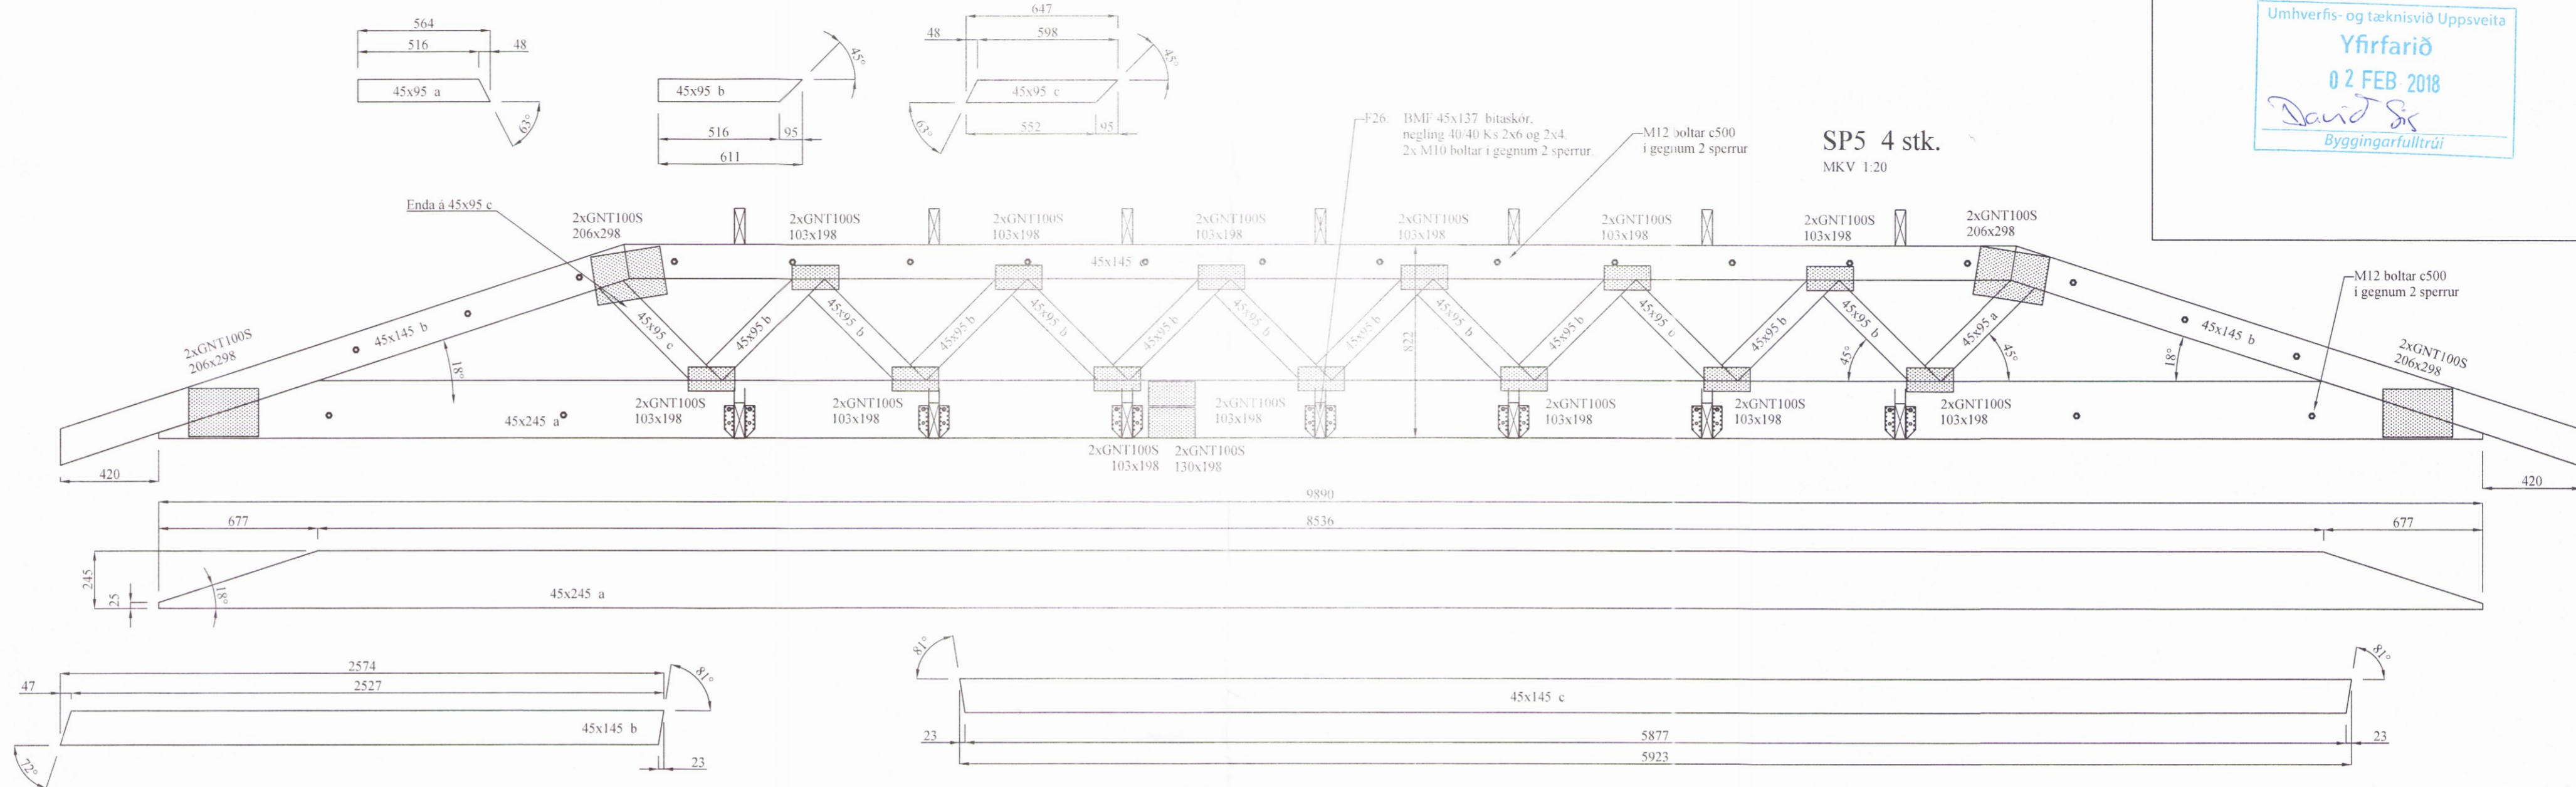 564
516
48
45x95 a
63°
45x95 b
45°
516
95
611
647
48
598
45°
45x95 c
63°
552
95
F26:
BMF 45x137 bitaskór,
negling 40/40 Ks 2x6 og 2x4.
2x M10 boltar í gegnum 2 sperrur.
M12 boltar c500
í gegnum 2 sperrur
SP5 4 stk.
MKV 1:20
Umhverfis- og tæknisvið Uppsveita
Yfirfarið
02 FEB 2018
Davíð Sig
Byggingarfulltrúi
Enda á 45x95 c
2xGNT100S
206x298
2xGNT100S
103x198
2xGNT100S
103x198
2xGNT100S
103x198
2xGNT100S
103x198
2xGNT100S
103x198
2xGNT100S
103x198
2xGNT100S
206x298
M12 boltar c500
í gegnum 2 sperrur
45x145
2xGNT100S
206x298
45x145 b
18°
45x95 c
45x95 b
45x95 b
45x95 b
45x95 b
45x95 b
45x95 b
45x95 b
822
45x95 b
45x95 b
45x95 b
45x95 b
45°
45x95 a
45°
18°
45x145 b
2xGNT100S
206x298
45x245 a
2xGNT100S
103x198
2xGNT100S
103x198
2xGNT100S
103x198
2xGNT100S
103x198
2xGNT100S
103x198
2xGNT100S
103x198
2xGNT100S
103x198
2xGNT100S
130x198
420
420
9890
677
8536
677
245
25
18°
45x245 a
2574
2527
47
81°
45x145 b
72°
23
81°
45x145 c
81°
23
5877
23
5923